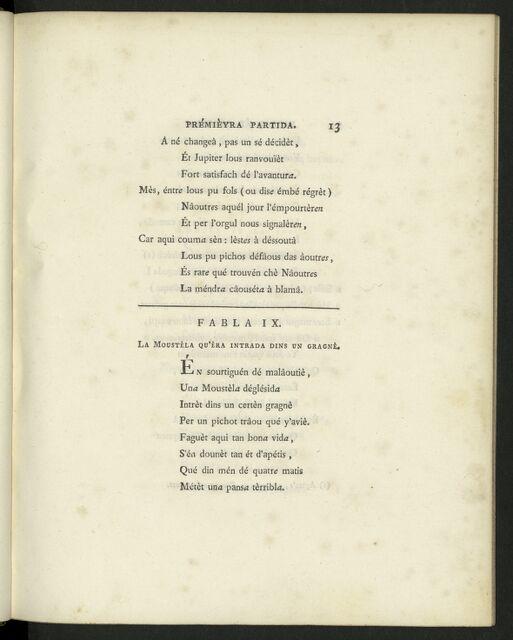 PRÉMIÈYRA PARTIDA. 13
A né changeà, pas un sé décidèt,
Ét Jupiter lous ranvouïèt
Fort satisfach dé l'avantura.
Mès, éntre lous pu fols (ou dise émbé régrèt)
Nâoutres aquél jour l'émpourtèren
Èt per l'orgul nous signalèren,
Car aqui couma sèn : lèstes à déssoutà
Lous pu pichos défâous das âoutres,
És rare qué trouvén chè Nâoutres
La méndra câouséta à blamâ.
FABLA IX.
LA MOUSTÈLA QU'ÈRA INTRADA DINS UN GRAGNÈ.
ÉN sourtiguén dé malâoutiè,
Una Moustèla déglésida
Intrèt dins un certèn gragnè
Per un pichot trâou qué y'aviè.
Faguèt aqui tan bona vida,
S'én dounèt tan ét d'apétis,
Qué din mén dé quatre matis
Métèt una pansa tèrribla.